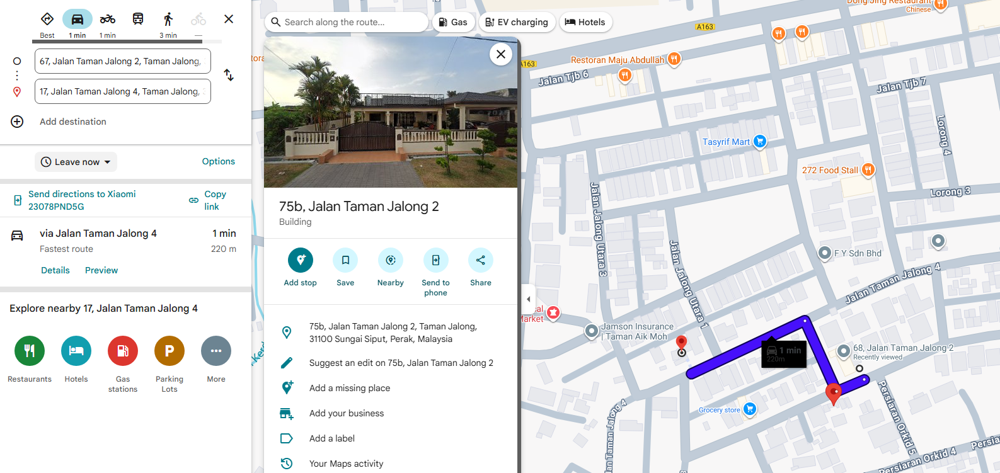 Best
1 min
1 min
3 min
—
67, Jalan Taman Jalong 2, Taman Jalong,
17, Jalan Taman Jalong 4, Taman Jalong,
Add destination
Leave now
Options
Send directions to Xiaomi
23078PND5G
Copy
link
via Jalan Taman Jalong 4
1 min
Fastest route
220 m
Details
Preview
Explore nearby 17, Jalan Taman Jalong 4
P
Restaurants
Hotels
Gas
stations
Parking
Lots
More
Search along the route...
Gas
EV charging
Hotels
75b, Jalan Taman Jalong 2
Building
Add stop
Save
Nearby
Send to
phone
Share
75b, Jalan Taman Jalong 2, Taman Jalong,
31100 Sungai Siput, Perak, Malaysia
Suggest an edit on 75b, Jalan Taman Jalong 2
Add a missing place
Add your business
Add a label
Your Maps activity
Dong Jing Restaurant
Chinese
A163
Restoran Maju Abdullah
A163
Jalan Tjb 6
Jalan Tjb 7
Lorong 4
Tasyrif Mart
272 Food Stall
Lorong 3
Jalan Jalong Utara 3
Jalan Jalong Utara 1
F Y Sdn Bhd
Jalan Taman Jalong 4
Market
Jamson Insurance
| Taman Aik Moh
1 min
220m
68, Jalan Taman Jalong 2
Recently viewed
Grocery store
Jalan Taman Jalong 4
Persiaran Orkid 5
Persiaran Orkid 4